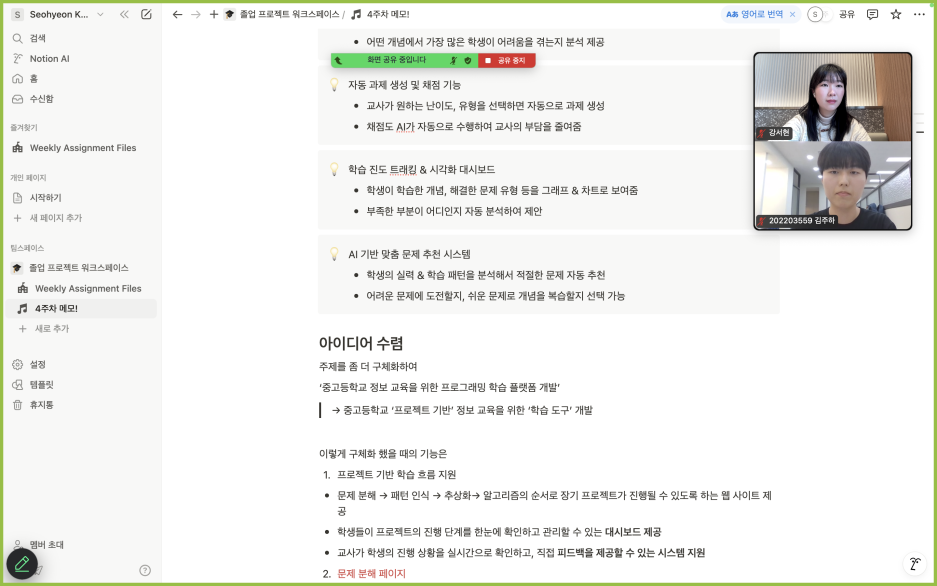 S Seohyeon K...
졸업 프로젝트 워크스페이스 / 4주차 메모!
Aあ 영어로 번역 ×
S
공유
검색
Notion AI
홈
수신함
즐겨찾기
Weekly Assignment Files
개인 페이지
시작하기
새 페이지 추가
팀스페이스
졸업 프로젝트 워크스페이스
Weekly Assignment Files
4주차 메모!
새로 추가
설정
템플릿
휴지통
멤버 초대
• 어떤 개념에서 가장 많은 학생이 어려움을 겪는지 분석 제공
화면 공유 중입니다
공유 중지
자동 과제 생성 및 채점 기능
• 교사가 원하는 난이도, 유형을 선택하면 자동으로 과제 생성
• 채점도 AI가 자동으로 수행하여 교사의 부담을 줄여줌
학습 진도 트래킹 & 시각화 대시보드
• 학생이 학습한 개념, 해결한 문제 유형 등을 그래프 & 차트로 보여줌
• 부족한 부분이 어디인지 자동 분석하여 제안
AI 기반 맞춤 문제 추천 시스템
• 학생의 실력 & 학습 패턴을 분석해서 적절한 문제 자동 추천
• 어려운 문제에 도전할지, 쉬운 문제로 개념을 복습할지 선택 가능
아이디어 수렴
주제를 좀 더 구체화하여
‘중고등학교 정보 교육을 위한 프로그래밍 학습 플랫폼 개발’
→ 중고등학교 ‘프로젝트 기반’ 정보 교육을 위한 ‘학습 도구’ 개발
이렇게 구체화 했을 때의 기능은
1. 프로젝트 기반 학습 흐름 지원
• 문제 분해 → 패턴 인식 → 추상화→ 알고리즘의 순서로 장기 프로젝트가 진행될 수 있도록 하는 웹 사이트 제
공
• 학생들이 프로젝트의 진행 단계를 한눈에 확인하고 관리할 수 있는 대시보드 제공
• 교사가 학생의 진행 상황을 실시간으로 확인하고, 직접 피드백을 제공할 수 있는 시스템 지원
2. 문제 분해 페이지
강서현
202203559 김주하